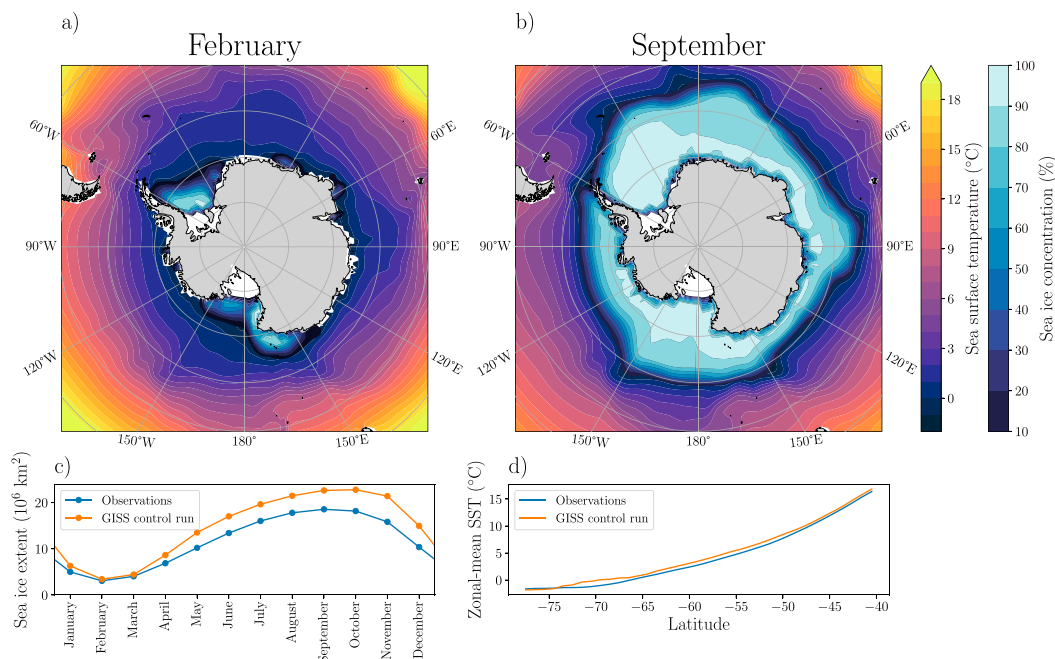 a)
February
b)
September
60°W
90°W
120°W
150°W
180°
150°E
120°E
90°E
60°E
60°W
90°W
120°W
150°W
180°
150°E
120°E
90°E
60°E
18
15
12
9
6
3
0
Sea surface temperature (°C)
100
90
80
70
60
50
40
30
20
10
Sea ice concentration (%)
c)
Sea ice extent (10⁶ km²)
20
10
0
Observations
GISS control run
January
February
March
April
May
June
July
August
September
October
November
December
d)
Zonal-mean SST (°C)
15
10
5
0
Observations
GISS control run
−75
−70
−65
−60
−55
−50
−45
−40
Latitude